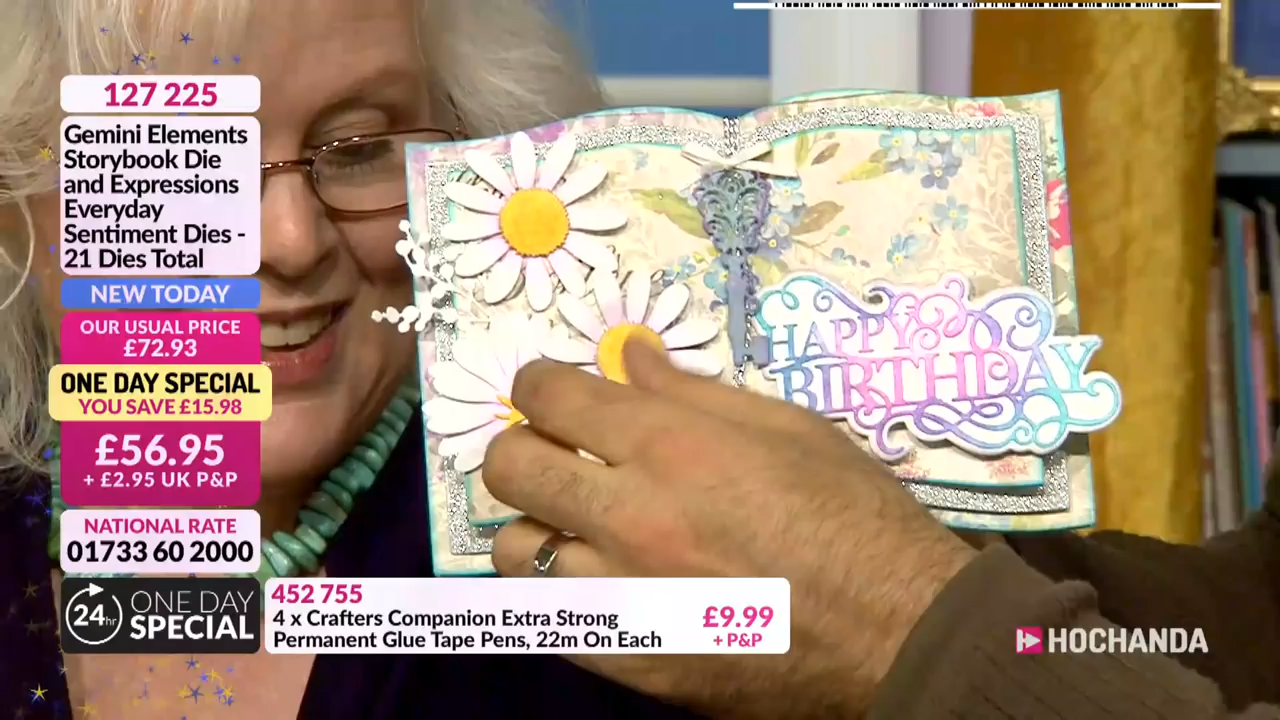 127 225
Gemini Elements
Storybook Die
and Expressions
Everyday
Sentiment Dies -
21 Dies Total
NEW TODAY
OUR USUAL PRICE
£72.93
ONE DAY SPECIAL
YOU SAVE £15.98
£56.95
+ £2.95 UK P&P
NATIONAL RATE
01733 60 2000
24hr ONE DAY
SPECIAL
452 755
4 x Crafters Companion Extra Strong
Permanent Glue Tape Pens, 22m On Each
£9.99
+ P&P
HAPPY
BIRTHDAY
HOCHANDA